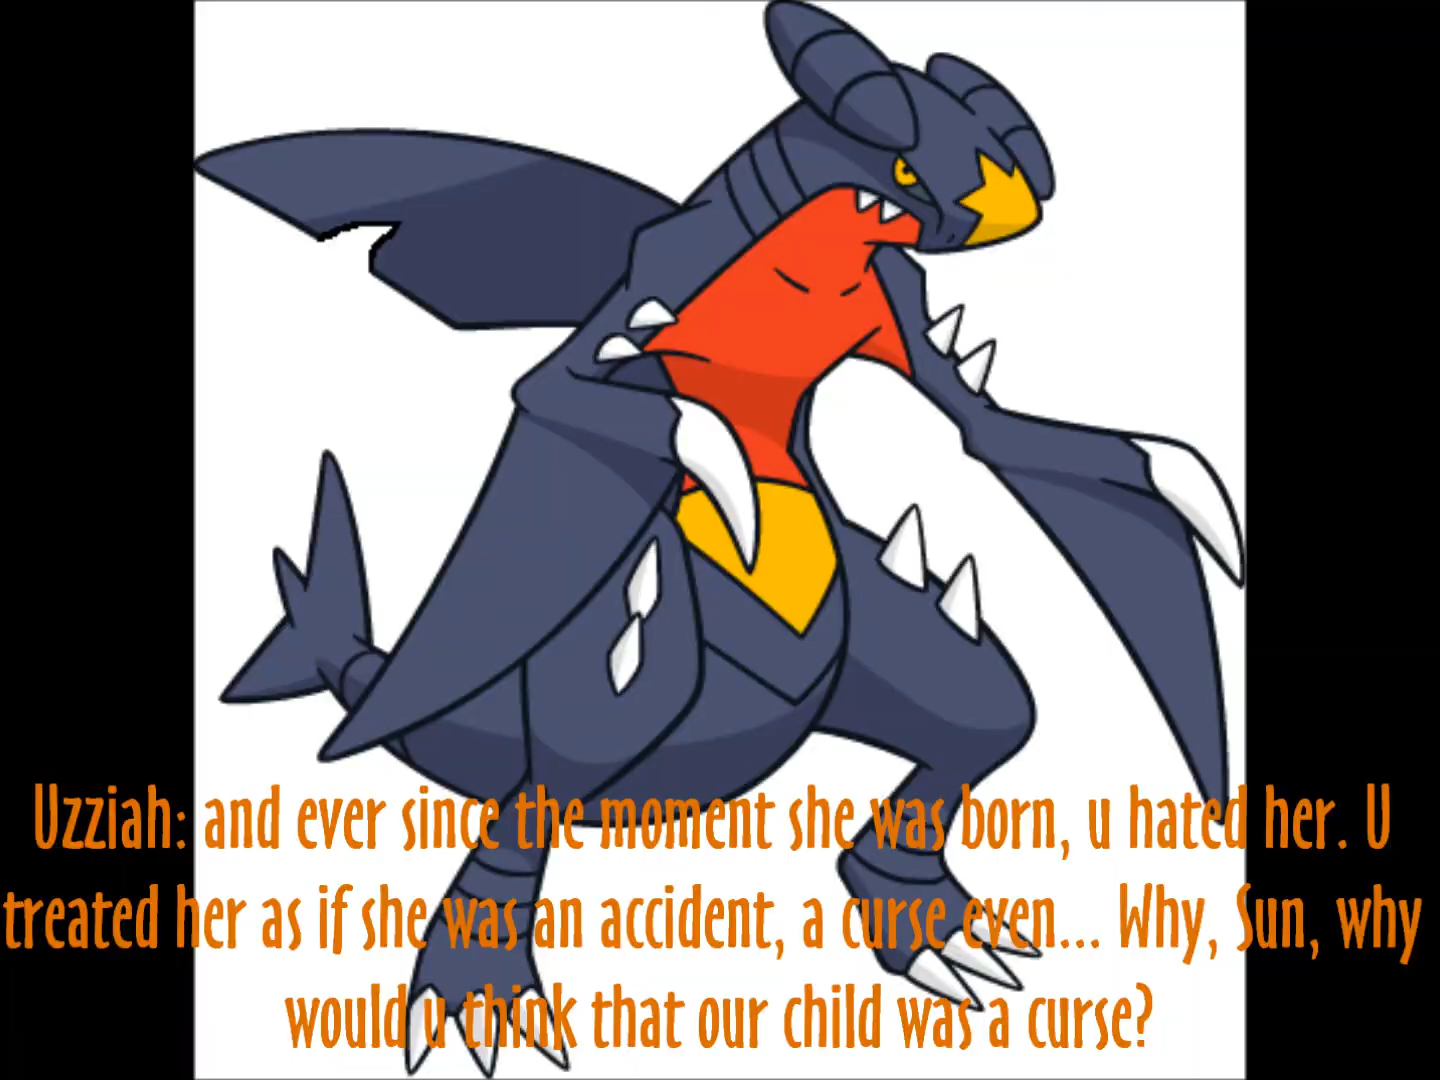 Uzziah: and ever since the moment she was born, u hated her. U
treated her as if she was an accident, a curse even... Why, Sun, why
would u think that our child was a curse?